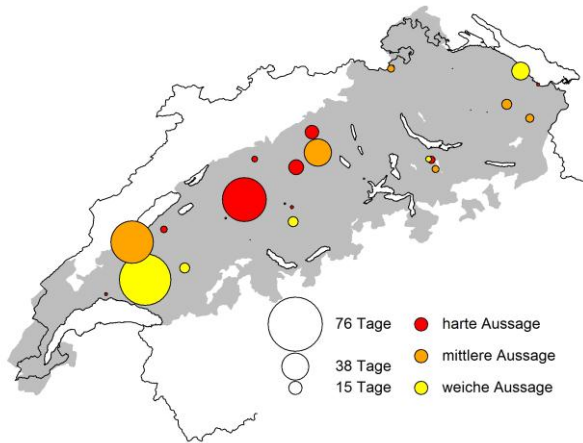 76 Tage
harte Aussage
38 Tage
mittlere Aussage
15 Tage
weiche Aussage